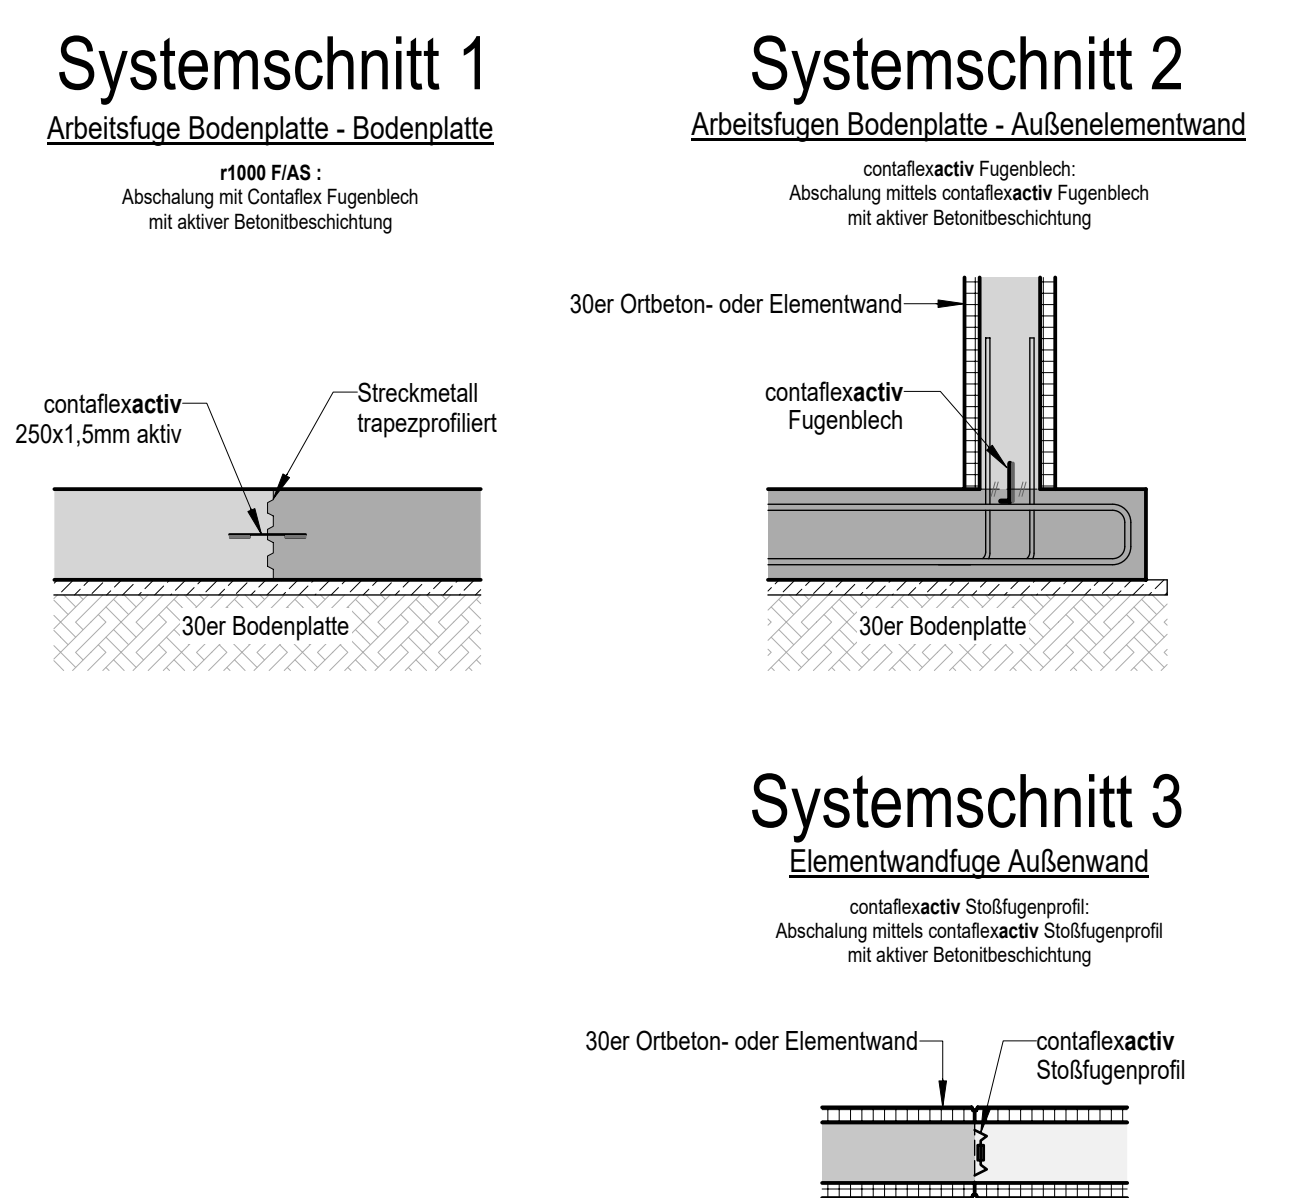 Systemschnitt 1
Arbeitsfuge Bodenplatte - Bodenplatte
r1000 F/AS :
Abschalung mit Contaflex Fugenblech
mit aktiver Betonitbeschichtung
contaflexactiv
250x1,5mm aktiv
Streckmetall
trapezprofiliert
30er Bodenplatte
Systemschnitt 2
Arbeitsfugen Bodenplatte - Außenelementwand
contaflexactiv Fugenblech:
Abschalung mittels contaflexactiv Fugenblech
mit aktiver Betonitbeschichtung
30er Ortbeton- oder Elementwand
contaflexactiv
Fugenblech
30er Bodenplatte
Systemschnitt 3
Elementwandfuge Außenwand
contaflexactiv Stoßfugenprofil:
Abschalung mittels contaflexactiv Stoßfugenprofil
mit aktiver Betonitbeschichtung
30er Ortbeton- oder Elementwand
contaflexactiv
Stoßfugenprofil